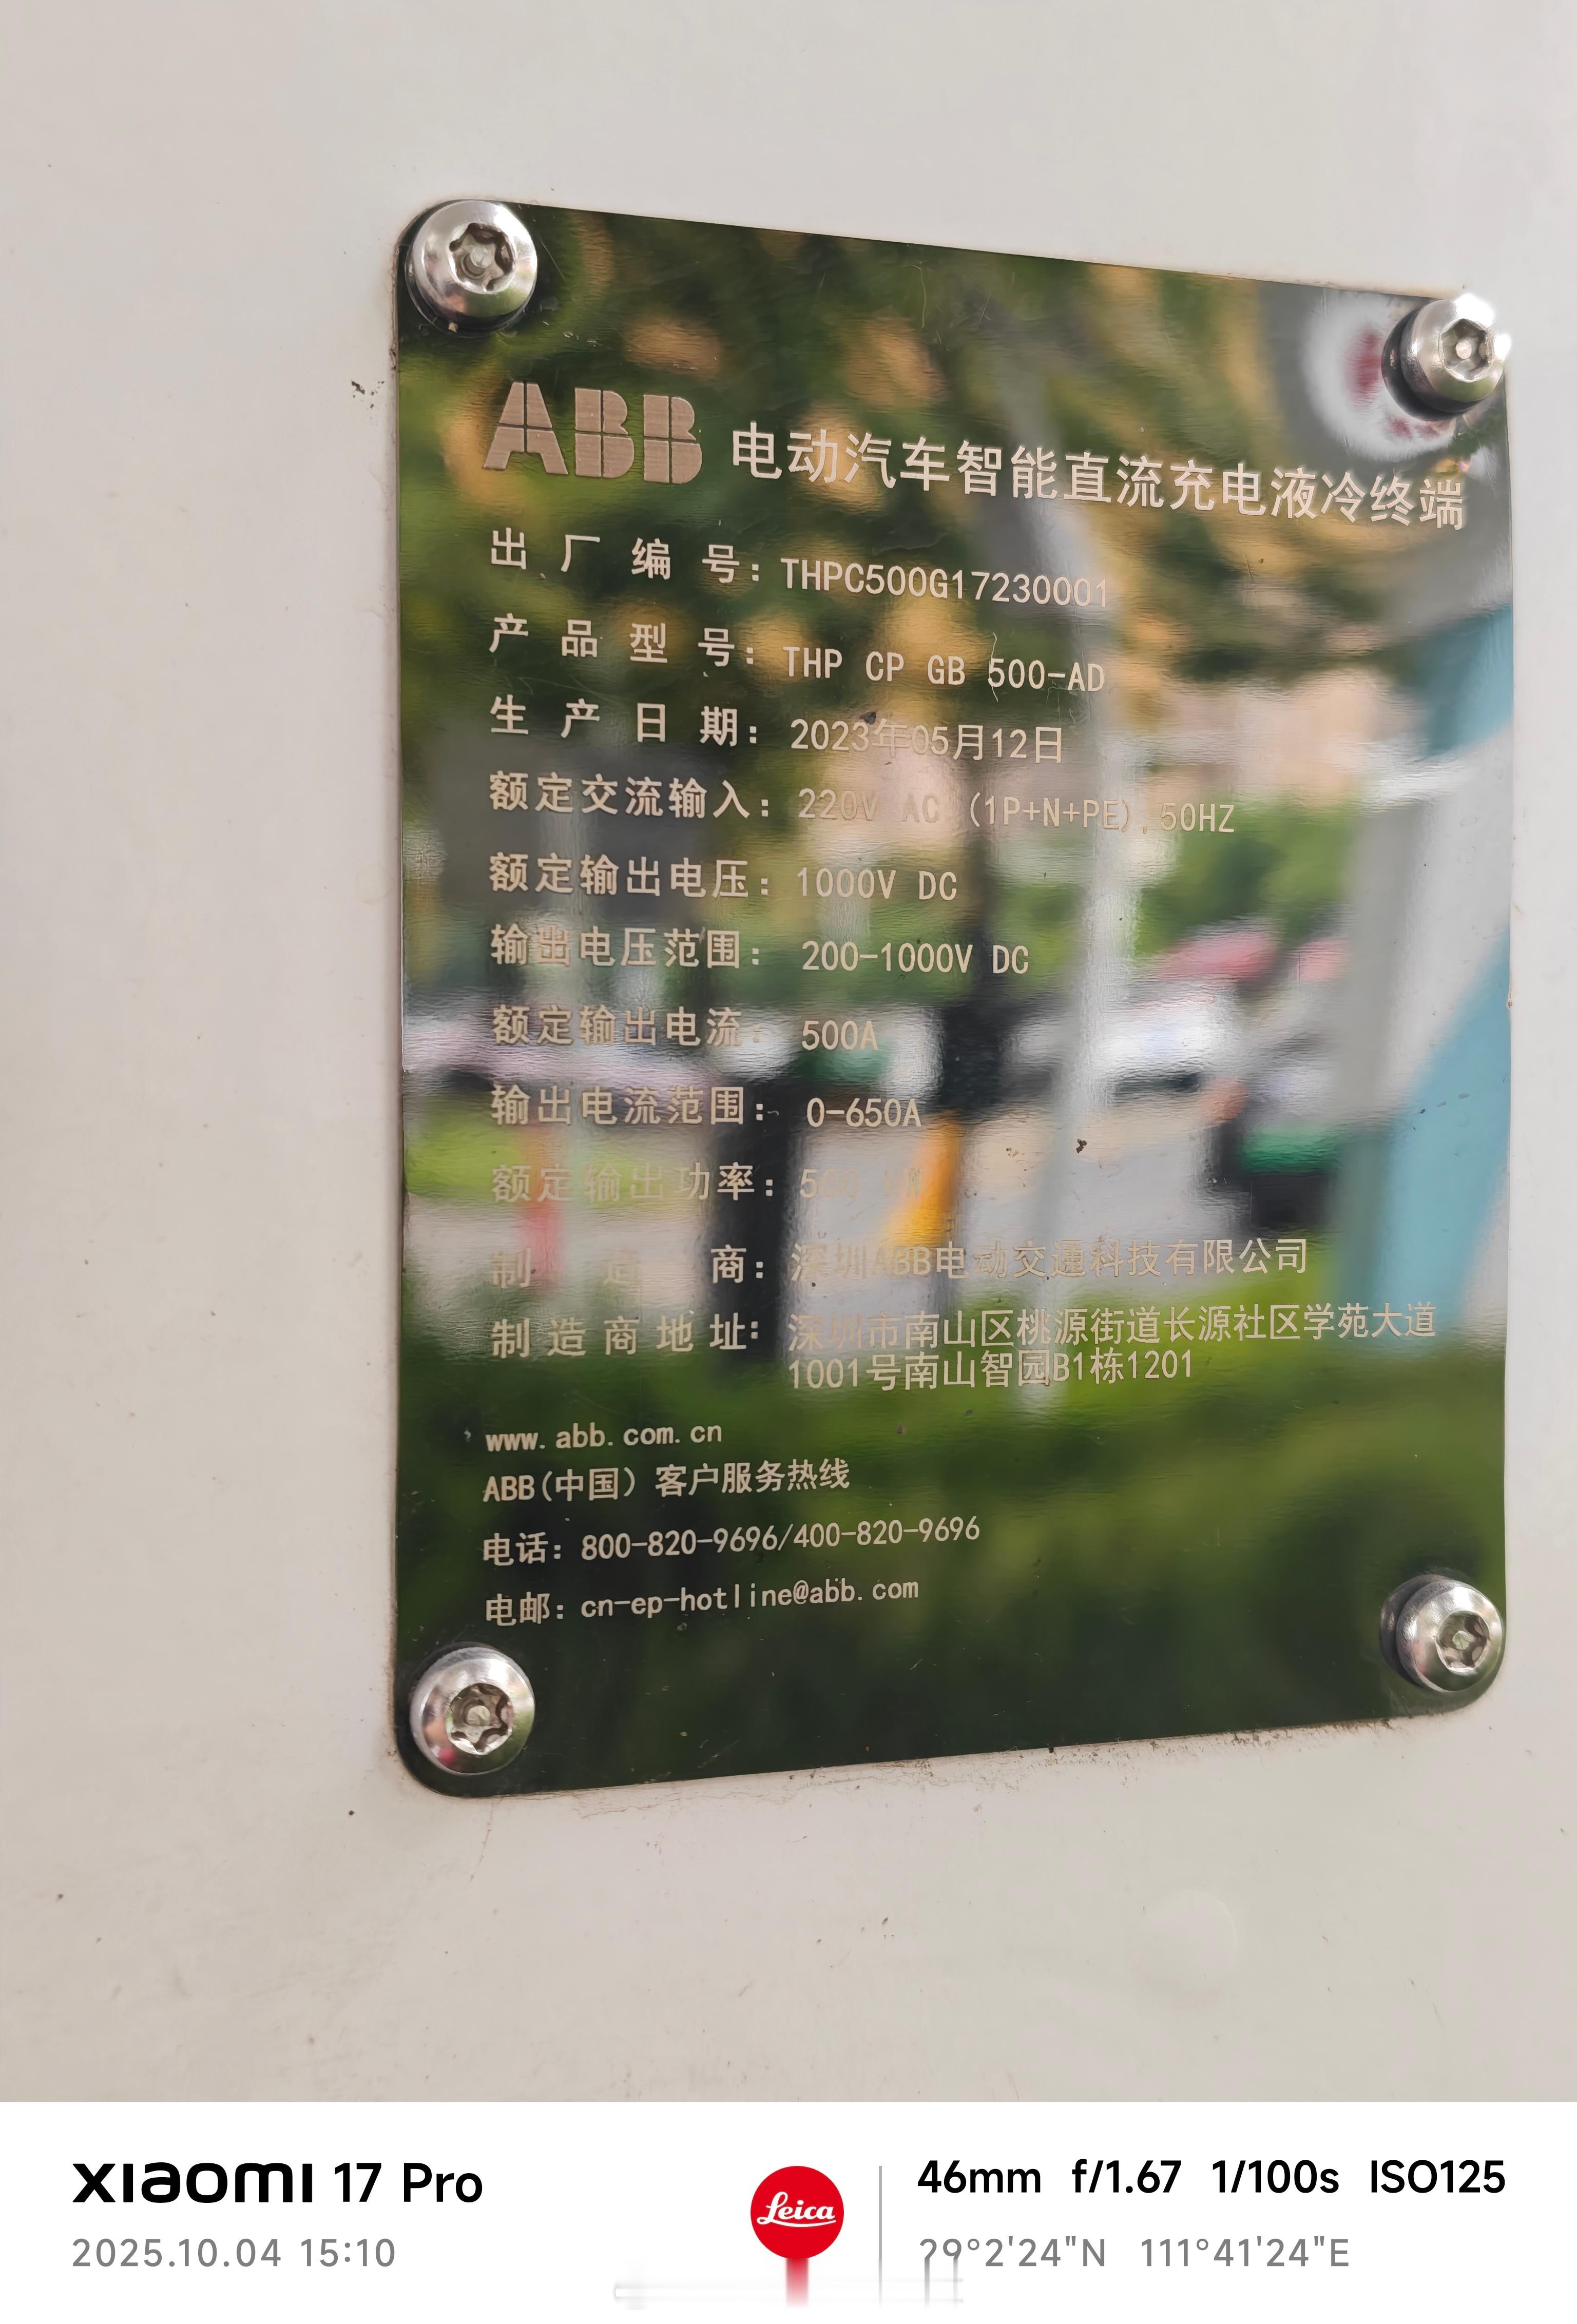 ABB 电动汽车智能直流充电液冷终端
出厂编号：THPC500G17230001
产品型号：THP CP GB 500-AD
生产日期：2023年05月12日
额定交流输入：220V AC (1P+N+PE),50HZ
额定输出电压：1000V DC
输出电压范围：200-1000V DC
额定输出电流：500A
输出电流范围：0-650A
额定输出功率：500 kW
制造商：深圳ABB电动交通科技有限公司
制造商地址：深圳市南山区桃源街道长源社区学苑大道
1001号南山智园B1栋1201
www.abb.com.cn
ABB(中国）客户服务热线
电话：800-820-9696/400-820-9696
电邮：cn-ep-hotline@abb.com
xiaomi 17 Pro
2025.10.04 15:10
Leica
46mm f/1.67 1/100s ISO125
29°2'24"N 111°41'24"E